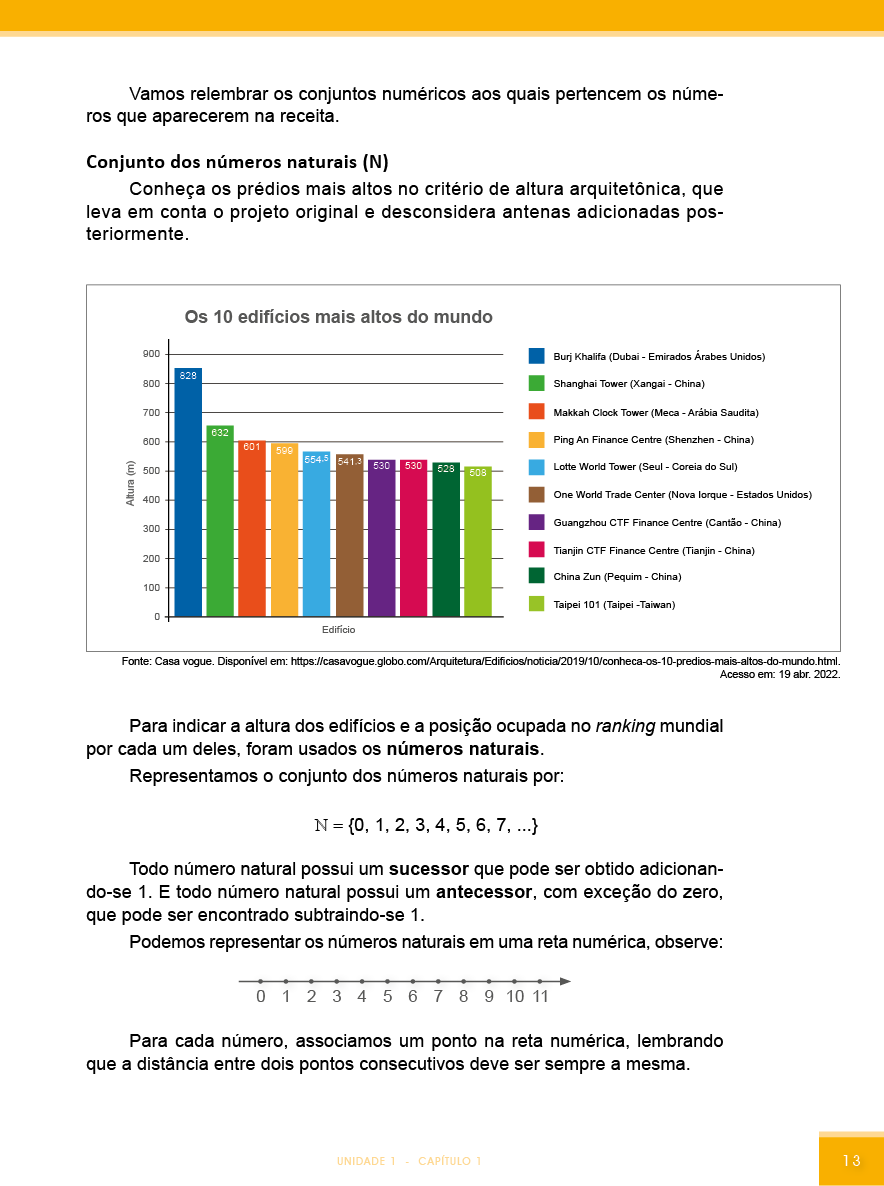 Vamos relembrar os conjuntos numéricos aos quais pertencem os núme-
ros que aparecerem na receita.
Conjunto dos números naturais (N)
Conheça os prédios mais altos no critério de altura arquitetônica, que
leva em conta o projeto original e desconsidera antenas adicionadas pos-
teriormente.
Os 10 edifícios mais altos do mundo
Altura (m)
900
800
700
600
500
400
300
200
100
0
828
632
601
599
554,5
541,3
530
530
528
508
Edifício
Burj Khalifa (Dubai - Emirados Árabes Unidos)
Shanghai Tower (Xangai - China)
Makkah Clock Tower (Meca - Arábia Saudita)
Ping An Finance Centre (Shenzhen - China)
Lotte World Tower (Seul - Coreia do Sul)
One World Trade Center (Nova Iorque - Estados Unidos)
Guangzhou CTF Finance Centre (Cantão - China)
Tianjin CTF Finance Centre (Tianjin - China)
China Zun (Pequim - China)
Taipei 101 (Taipei -Taiwan)
Fonte: Casa vogue. Disponível em: https://casavogue.globo.com/Arquitetura/Edificios/noticia/2019/10/conheca-os-10-predios-mais-altos-do-mundo.html.
Acesso em: 19 abr. 2022.
Para indicar a altura dos edifícios e a posição ocupada no ranking mundial
por cada um deles, foram usados os números naturais.
Representamos o conjunto dos números naturais por:
ℕ = {0, 1, 2, 3, 4, 5, 6, 7, ...}
Todo número natural possui um sucessor que pode ser obtido adicionan-
do-se 1. E todo número natural possui um antecessor, com exceção do zero,
que pode ser encontrado subtraindo-se 1.
Podemos representar os números naturais em uma reta numérica, observe:
0 1 2 3 4 5 6 7 8 9 10 11
Para cada número, associamos um ponto na reta numérica, lembrando
que a distância entre dois pontos consecutivos deve ser sempre a mesma.
UNIDADE 1 - CAPÍTULO 1
13